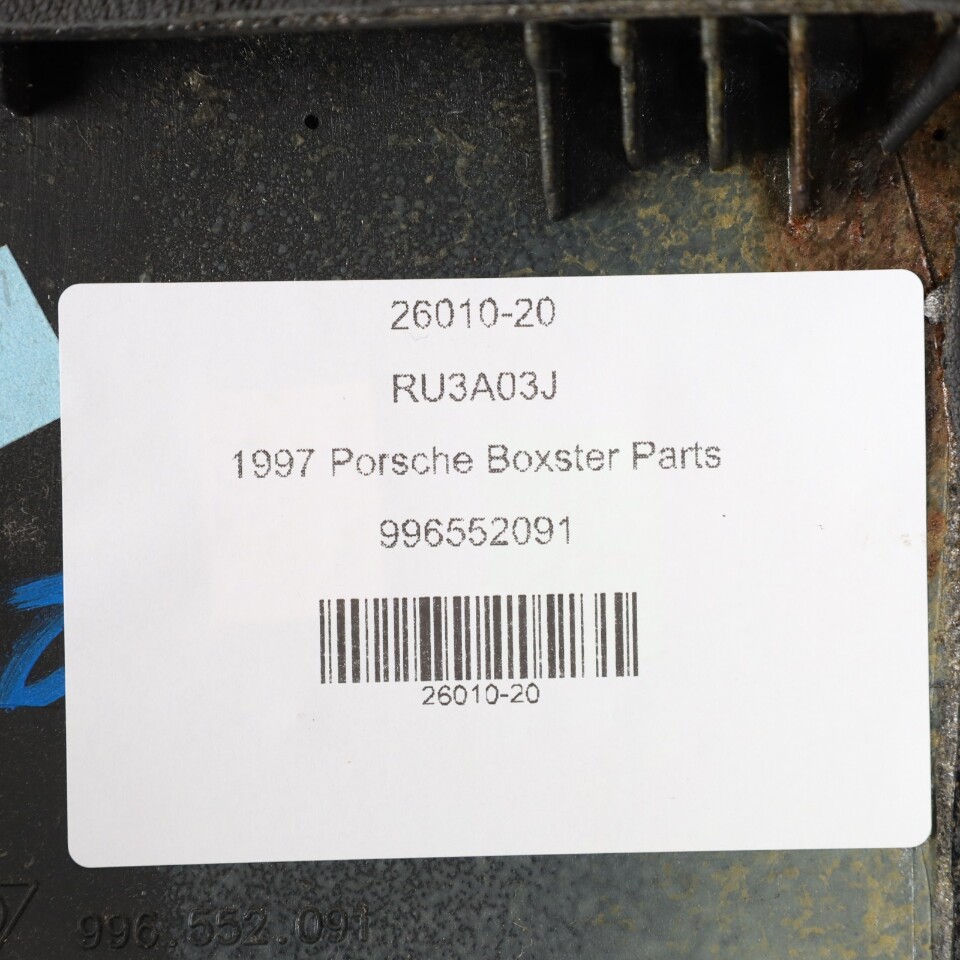 26010-20
RU3A03J
1997 Porsche Boxster Parts
996552091
26010-20
996.552.091